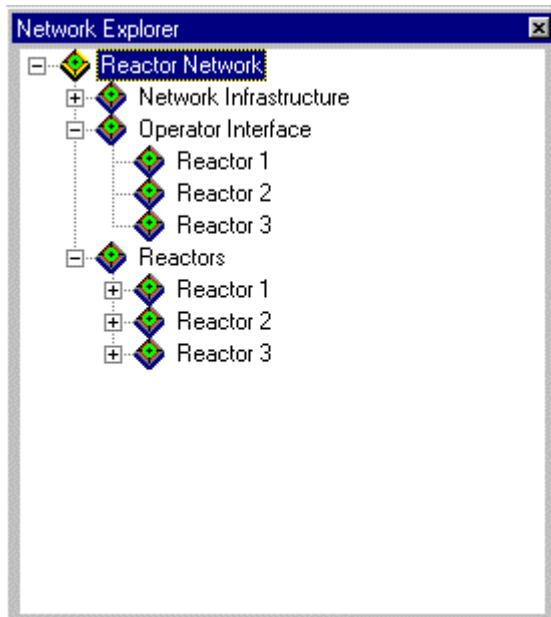 Network Explorer
Reactor Network
Network Infrastructure
Operator Interface
Reactor 1
Reactor 2
Reactor 3
Reactors
Reactor 1
Reactor 2
Reactor 3